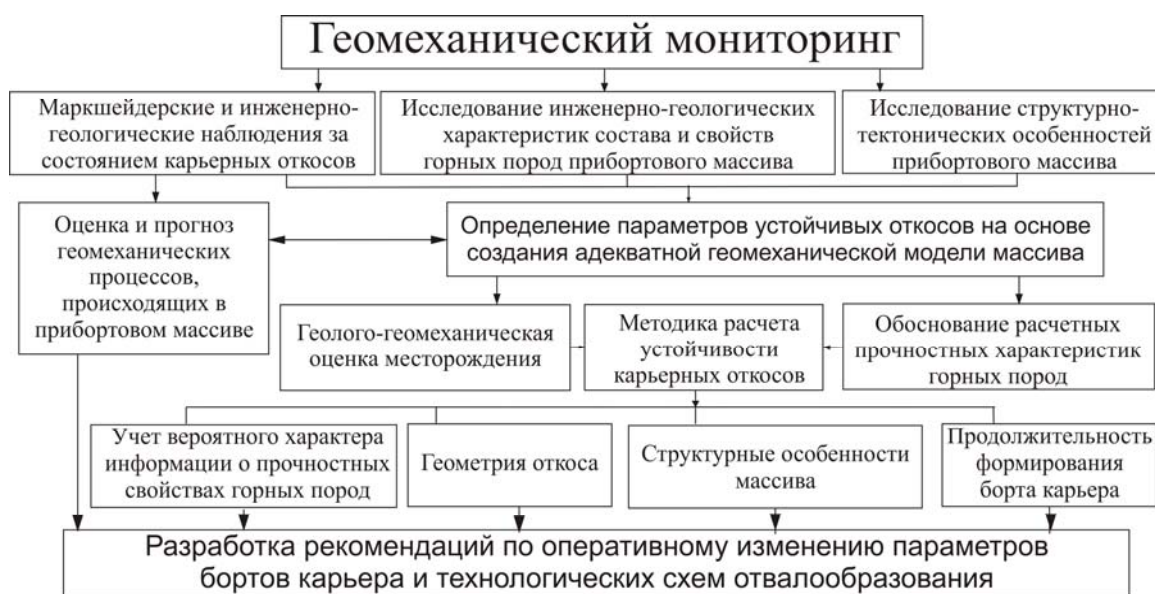 Геомеханический мониторинг
Маркшейдерские и инженерно-
геологические наблюдения за
состоянием карьерных откосов
Исследование инженерно-геологических
характеристик состава и свойств
горных пород прибортового массива
Исследование структурно-
тектонических особенностей
прибортового массива
Оценка и прогноз
геомеханических
процессов,
происходящих в
прибортовом массиве
Определение параметров устойчивых откосов на основе
создания адекватной геомеханической модели массива
Геолого-геомеханическая
оценка месторождения
Методика расчета
устойчивости
карьерных откосов
Обоснование расчетных
прочностных характеристик
горных пород
Учет вероятного характера
информации о прочностных
свойствах горных пород
Геометрия откоса
Структурные особенности
массива
Продолжительность
формирования
борта карьера
Разработка рекомендаций по оперативному изменению параметров
бортов карьера и технологических схем отвалообразования